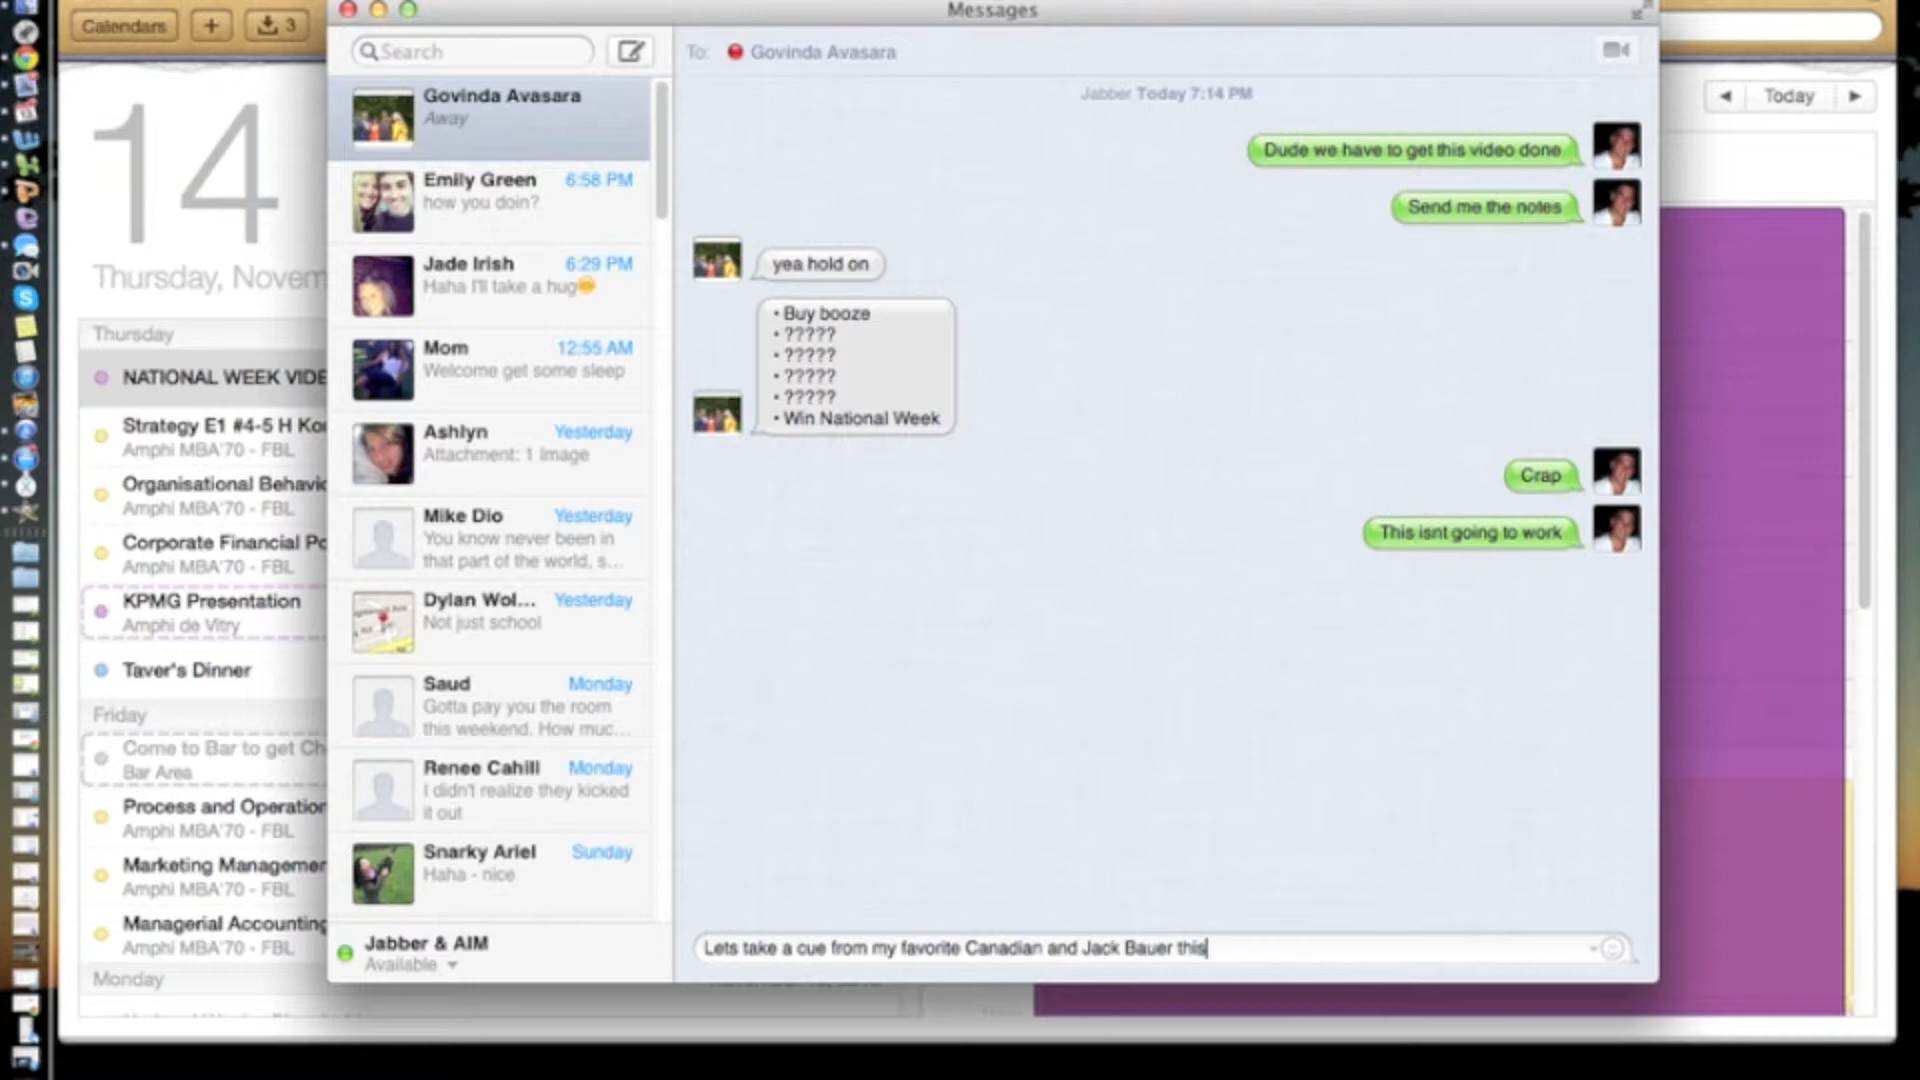 Calendars
+
3
14
Thursday, Novem
Thursday
NATIONAL WEEK VIDE
Strategy E1 #4-5 H Ko
Amphi MBA'70 - FBL
Organisational Behavio
Amphi MBA'70 - FBL
Corporate Financial Po
Amphi MBA'70 - FBL
KPMG Presentation
Amphi de Vitry
Taver's Dinner
Friday
Come to Bar to get Ch
Bar Area
Process and Operation
Amphi MBA'70 - FBL
Marketing Managemen
Amphi MBA'70 - FBL
Managerial Accounting
Amphi MBA'70 - FBL
Monday
Messages
Search
Govinda Avasara
Away
Emily Green 6:58 PM
how you doin?
Jade Irish 6:29 PM
Haha I'll take a hug
Mom 12:55 AM
Welcome get some sleep
Ashlyn Yesterday
Attachment: 1 Image
Mike Dio Yesterday
You know never been in
that part of the world, s...
Dylan Wol... Yesterday
Not just school
Saud Monday
Gotta pay you the room
this weekend. How muc...
Renee Cahill Monday
I didn't realize they kicked
it out
Snarky Ariel Sunday
Haha - nice
Jabber & AIM
Available
To: Govinda Avasara
Jabber Today 7:14 PM
Dude we have to get this video done
Send me the notes
yea hold on
• Buy booze
• ?????
• ?????
• ?????
• ?????
• Win National Week
Crap
This isnt going to work
Lets take a cue from my favorite Canadian and Jack Bauer this
Today